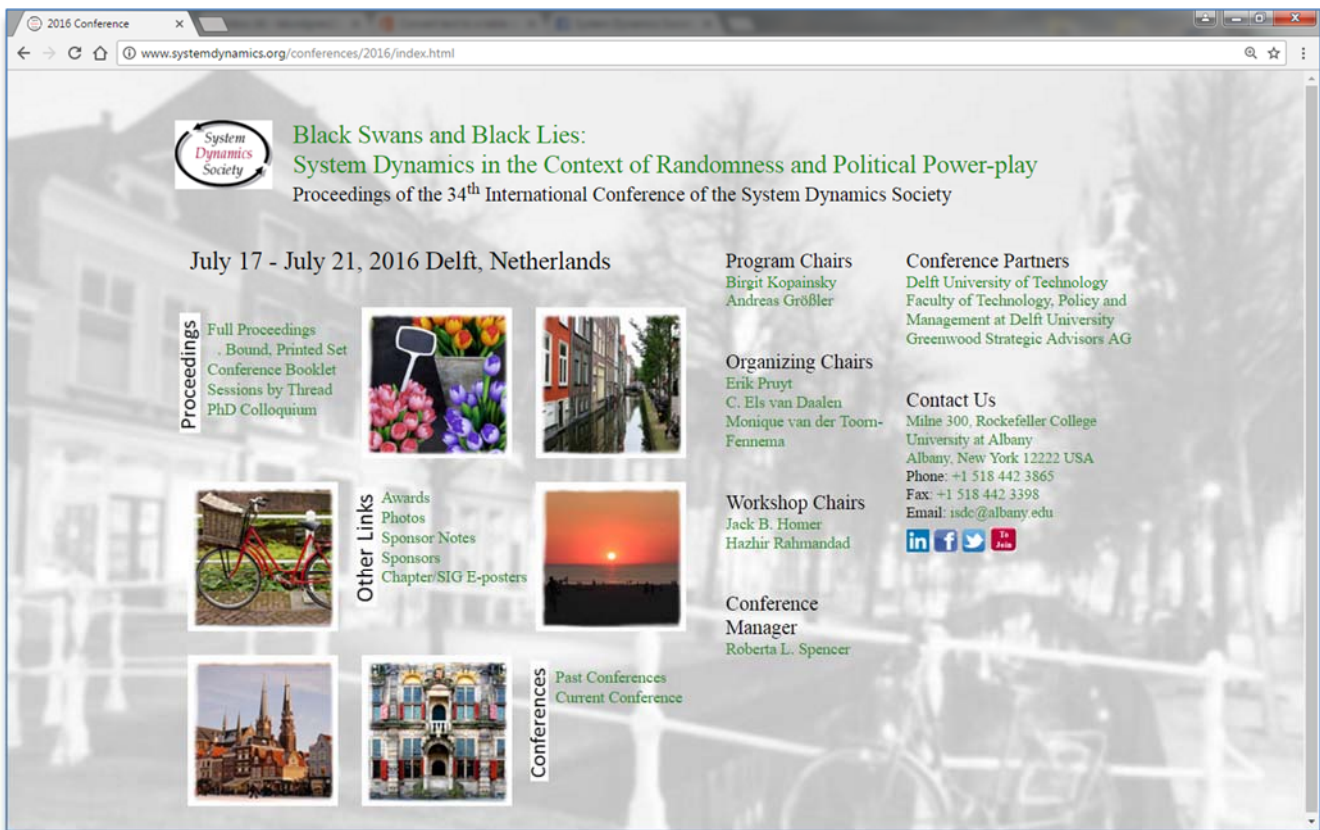 2016 Conference
www.systemdynamics.org/conferences/2016/index.html
System
Dynamics
Society
Black Swans and Black Lies:
System Dynamics in the Context of Randomness and Political Power-play
Proceedings of the 34th International Conference of the System Dynamics Society
July 17 - July 21, 2016 Delft, Netherlands
Proceedings
Full Proceedings
. Bound, Printed Set
Conference Booklet
Sessions by Thread
PhD Colloquium
Other Links
Awards
Photos
Sponsor Notes
Sponsors
Chapter/SIG E-posters
Conferences
Past Conferences
Current Conference
Program Chairs
Birgit Kopainsky
Andreas Größler
Organizing Chairs
Erik Pruyt
C. Els van Daalen
Monique van der Toorn-
Fennema
Workshop Chairs
Jack B. Homer
Hazhir Rahmandad
Conference
Manager
Roberta L. Spencer
Conference Partners
Delft University of Technology
Faculty of Technology, Policy and
Management at Delft University
Greenwood Strategic Advisors AG
Contact Us
Milne 300, Rockefeller College
University at Albany
Albany, New York 12222 USA
Phone: +1 518 442 3865
Fax: +1 518 442 3398
Email: isdc@albany.edu
in f To
Join